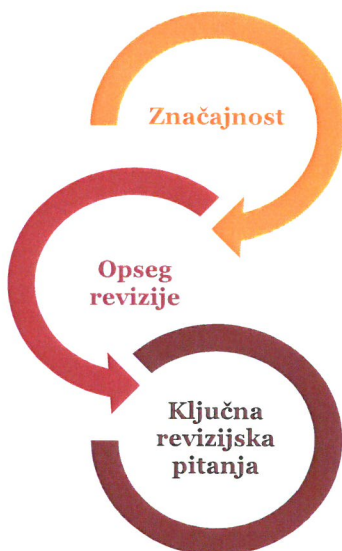 Značajnost
Opseg
revizije
Ključna
revizijska
pitanja